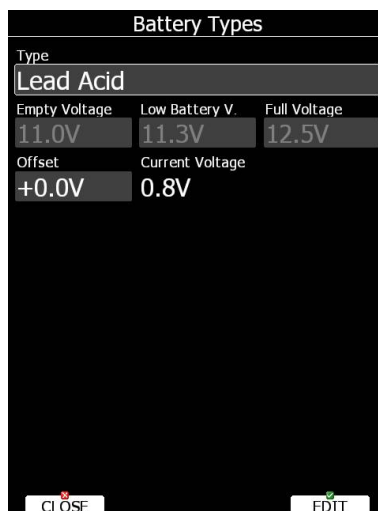 Battery Types
Type
Lead Acid
Empty Voltage Low Battery V. Full Voltage
11.0V 11.3V 12.5V
Offset Current Voltage
+0.0V 0.8V
CLOSE EDIT